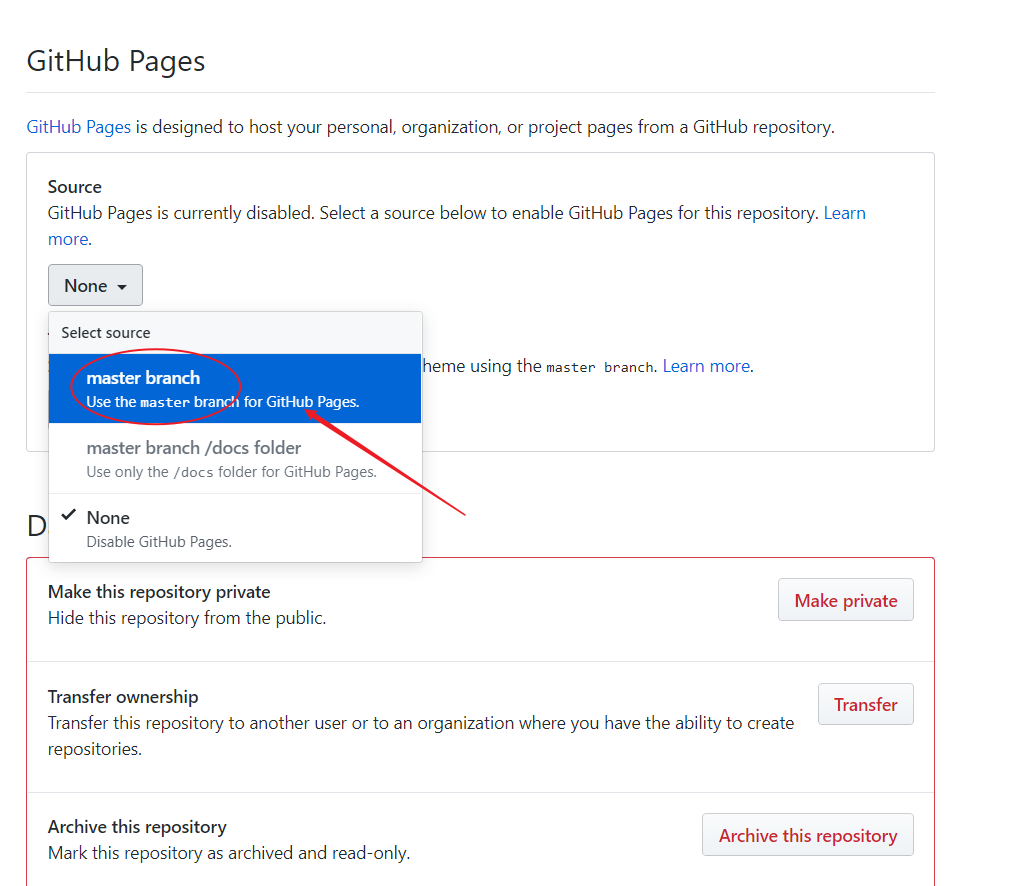 GitHub Pages
GitHub Pages is designed to host your personal, organization, or project pages from a GitHub repository.
Source
GitHub Pages is currently disabled. Select a source below to enable GitHub Pages for this repository. Learn
more.
None
Select source
master branch
Use the master branch for GitHub Pages.
heme using the master branch. Learn more.
master branch /docs folder
Use only the /docs folder for GitHub Pages.
None
Disable GitHub Pages.
D
Make this repository private
Hide this repository from the public.
Make private
Transfer ownership
Transfer this repository to another user or to an organization where you have the ability to create
repositories.
Transfer
Archive this repository
Mark this repository as archived and read-only.
Archive this repository